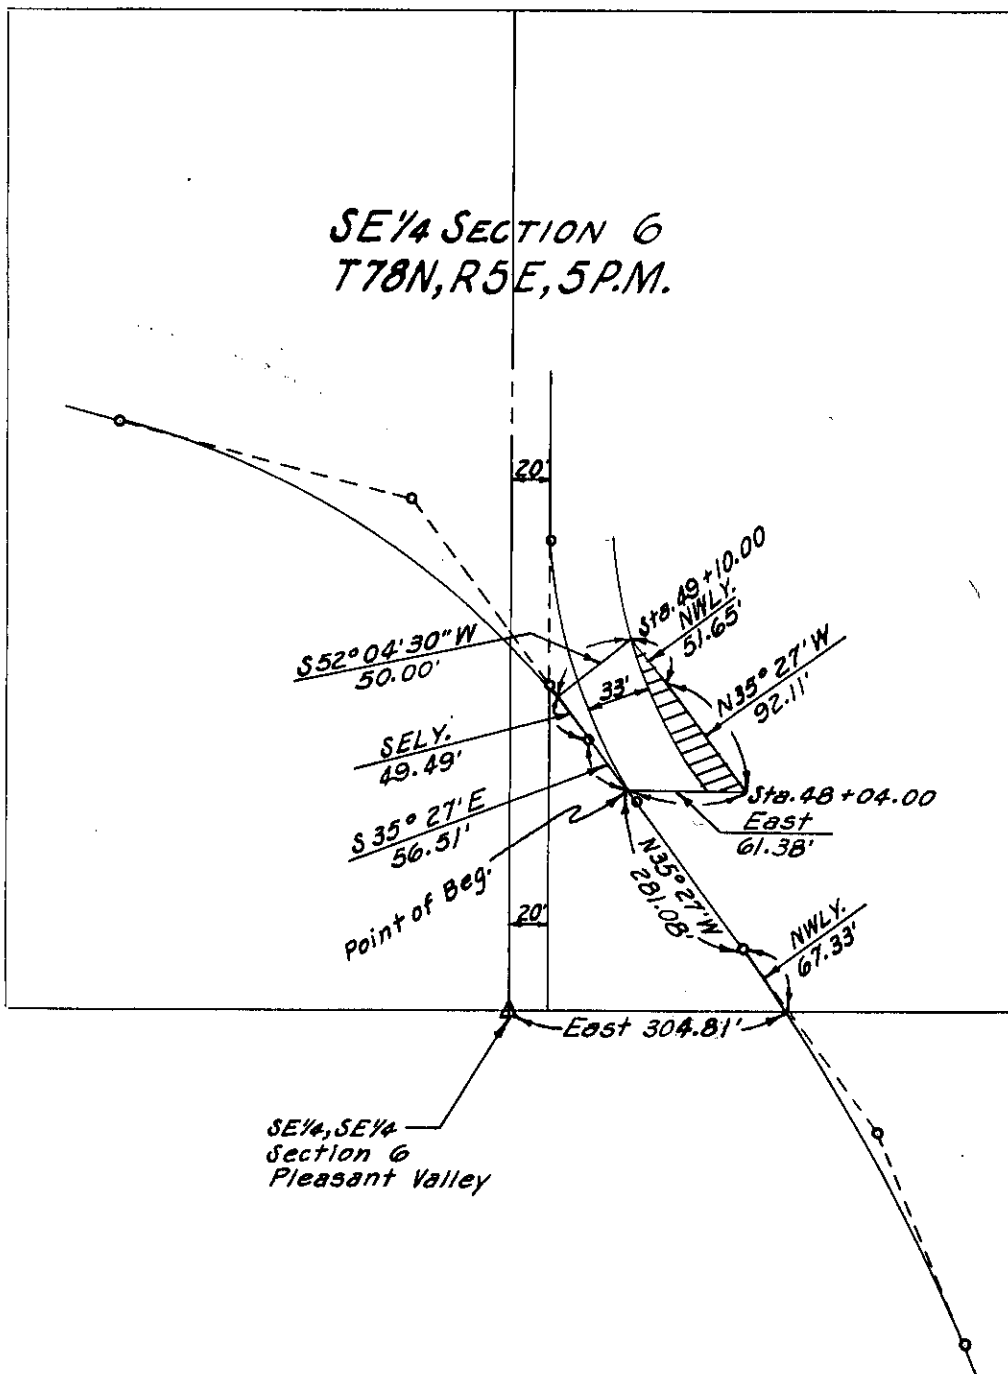 SE1/4 SECTION 6
T78N, R5E, 5P.M.
20'
Sta. 49+10.00
NWLY.
51.65'
S52° 04' 30" W
50.00'
33'
N35° 27' W
92.11'
SELY.
49.49'
Sta. 48+04.00
East
61.38'
S35° 27' E
56.51'
Point of Beg.
N35° 27' W
281.08'
20'
NWLY.
67.33'
East 304.81'
SE1/4, SE1/4
Section 6
Pleasant Valley